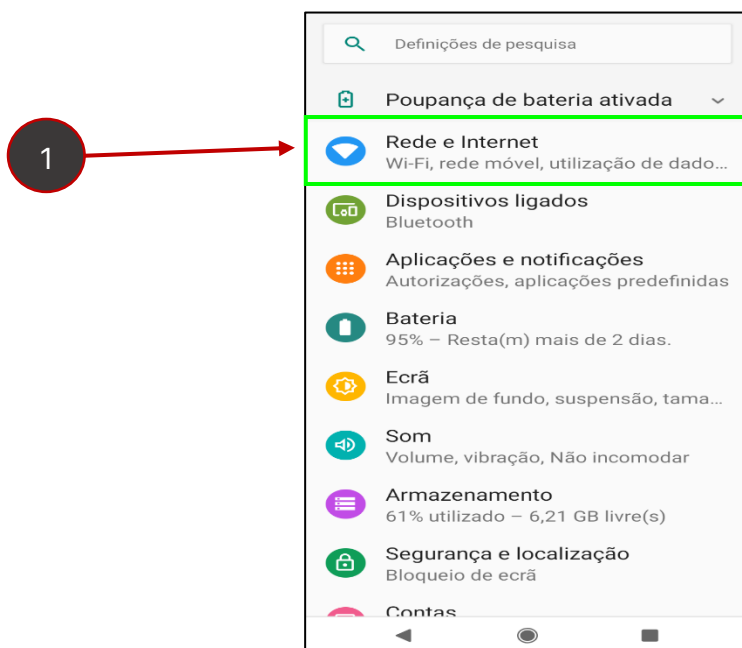 Definições de pesquisa
Poupança de bateria ativada
1
Rede e Internet
Wi-Fi, rede móvel, utilização de dado...
Dispositivos ligados
Bluetooth
Aplicações e notificações
Autorizações, aplicações predefinidas
Bateria
95% – Resta(m) mais de 2 dias.
Ecrã
Imagem de fundo, suspensão, tama...
Som
Volume, vibração, Não incomodar
Armazenamento
61% utilizado – 6,21 GB livre(s)
Segurança e localização
Bloqueio de ecrã
Contas